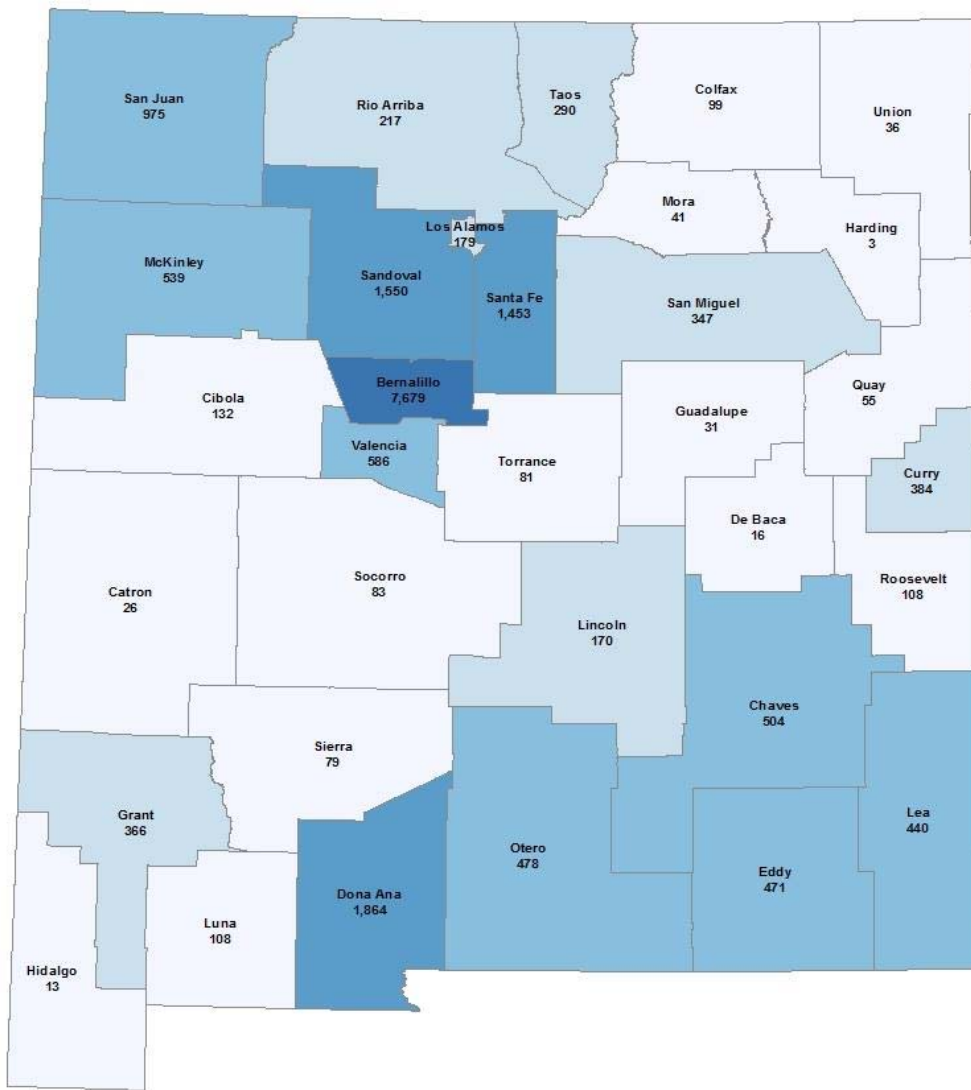 San Juan
975
Rio Arriba
217
Taos
290
Colfax
99
Union
36
Mora
41
Harding
3
Los Alamos
179
McKinley
539
Sandoval
1,550
Santa Fe
1,453
San Miguel
347
Cibola
132
Bernalillo
7,679
Guadalupe
31
Quay
55
Valencia
586
Torrance
81
Curry
384
De Baca
16
Catron
26
Socorro
83
Roosevelt
108
Lincoln
170
Chaves
504
Sierra
79
Grant
366
Lea
440
Otero
478
Eddy
471
Dona Ana
1,864
Luna
108
Hidalgo
13